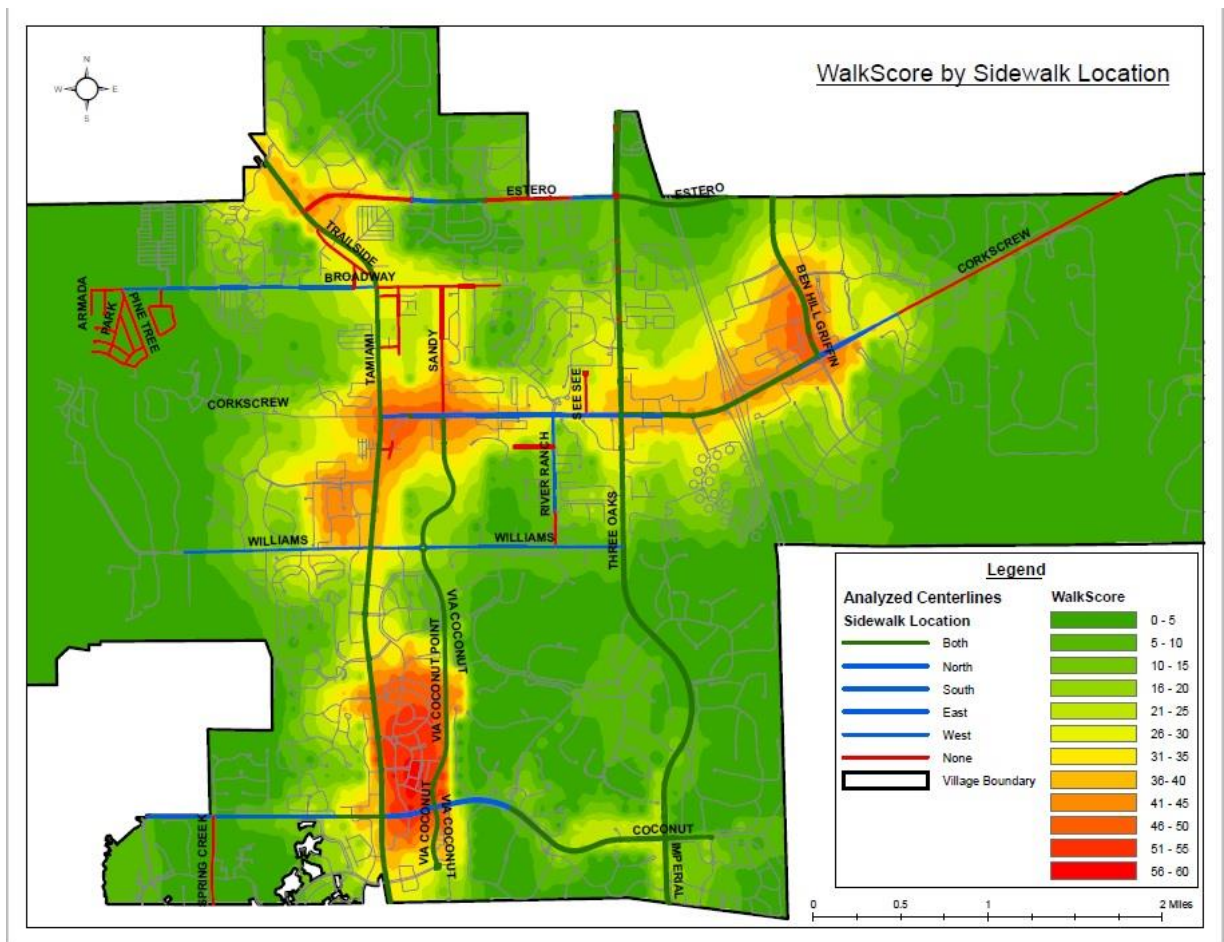 WalkScore by Sidewalk Location
N
W
E
S
ESTERO
ESTERO
TRAILSIDE
BROADWAY
CORKSCREW
BEN HILL GRIFFIN
ARMADA
PARK
PINE TREE
TAMIAMI
SANDY
SEE SEE
CORKSCREW
RIVER RANCH
THREE OAKS
WILLIAMS
WILLIAMS
VIA COCONUT
VIA COCONUT POINT
VIA COCONUT
VIA COCONUT
COCONUT
IMPERIAL
SPRING CREEK
Legend
Analyzed Centerlines
Sidewalk Location
Both
North
South
East
West
None
Village Boundary
WalkScore
0 - 5
5 - 10
10 - 15
16 - 20
21 - 25
26 - 30
31 - 35
36 - 40
41 - 45
46 - 50
51 - 55
56 - 60
0 0.5 1 2 Miles